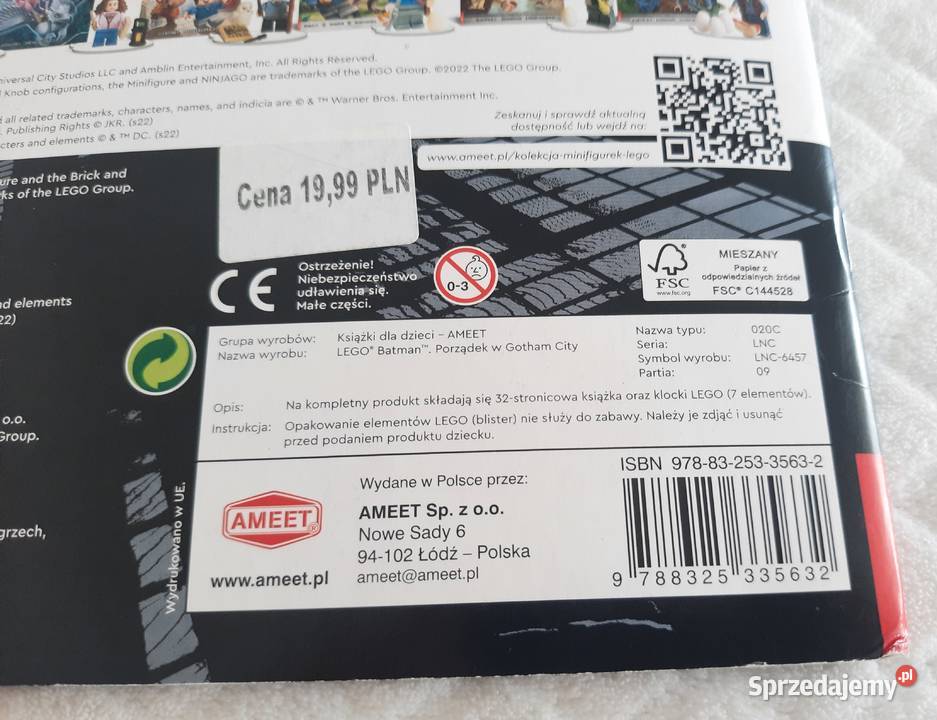 niversal City Studios LLC and Amblin Entertainment, Inc. All Rights Reserved.
Knob configurations, the Minifigure and NINJAGO are trademarks of the LEGO Group. ©2022 The LEGO Group.
d all related trademarks, characters, names, and indicia are © & ™ Warner Bros. Entertainment Inc.
Publishing Rights © JKR. (s22)
cters and elements © & ™ DC. (s22)
Zeskanuj i sprawdź aktualną
dostępność lub wejdź na:
www.ameet.pl/kolekcja-minifigurek-lego
ure and the Brick and
ks of the LEGO Group.
Cena 19,99 PLN
CE
Ostrzeżenie!
Niebezpieczeństwo
udławienia się.
Małe części.
0-3
FSC
www.fsc.org
MIESZANY
Papier z
odpowiedzialnych źródeł
FSC® C144528
nd elements
22)
Grupa wyrobów: Książki dla dzieci – AMEET
Nazwa wyrobu: LEGO® Batman™. Porządek w Gotham City
Nazwa typu: 020C
Seria: LNC
Symbol wyrobu: LNC-6457
Partia: 09
Opis: Na kompletny produkt składają się 32-stronicowa książka oraz klocki LEGO (7 elementów).
Instrukcja: Opakowanie elementów LEGO (blister) nie służy do zabawy. Należy je zdjąć i usunąć
przed podaniem produktu dziecku.
o.o.
Group.
grzech,
Wydrukowano w UE.
AMEET®
www.ameet.pl
Wydane w Polsce przez:
AMEET Sp. z o.o.
Nowe Sady 6
94-102 Łódź – Polska
ameet@ameet.pl
ISBN 978-83-253-3563-2
9 788325 335632
Sprzedajemy.pl